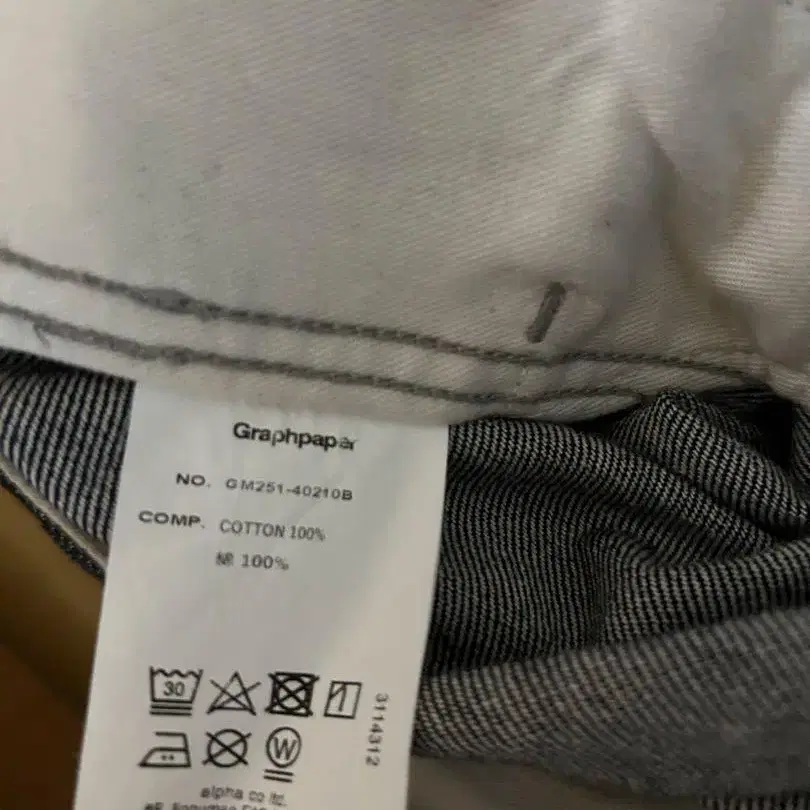 Graphpaper
NO. GM251-40210B
COMP. COTTON 100%
綿 100%
30
W
3114312
alpha co ltd.